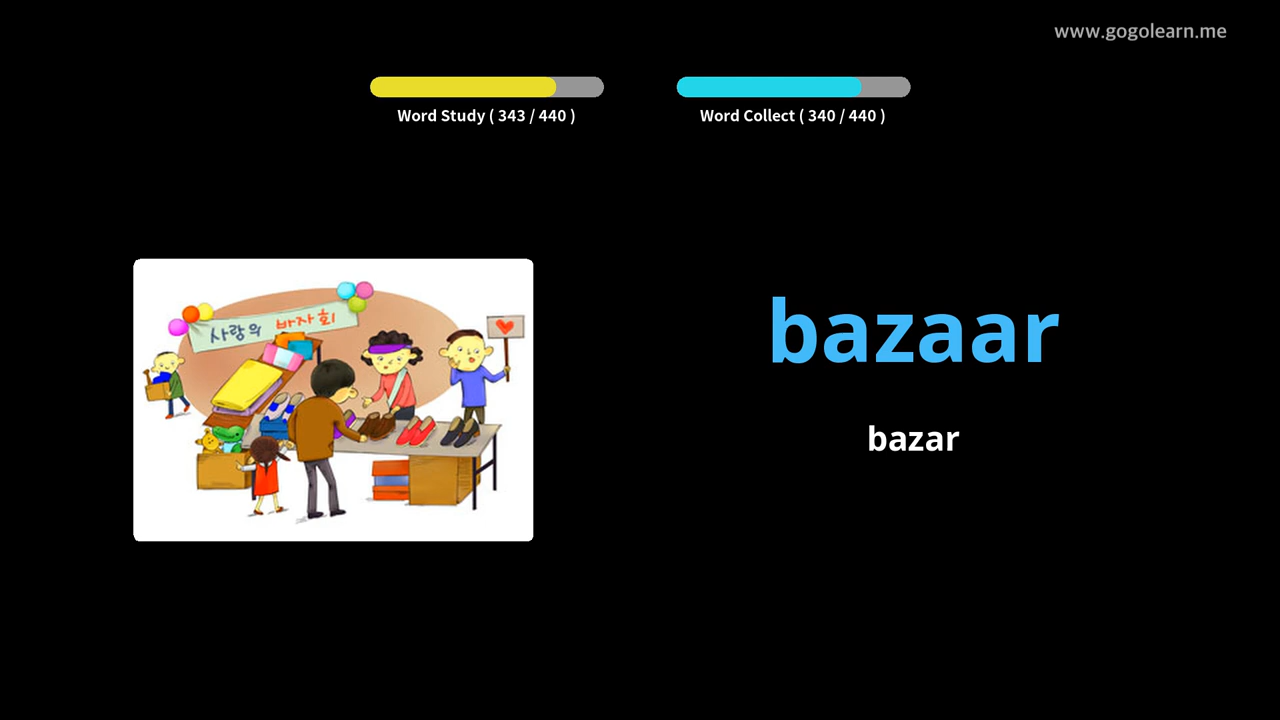 www.gogolearn.me
Word Study ( 343 / 440 )
Word Collect ( 340 / 440 )
사랑의 바자회
bazaar
bazar